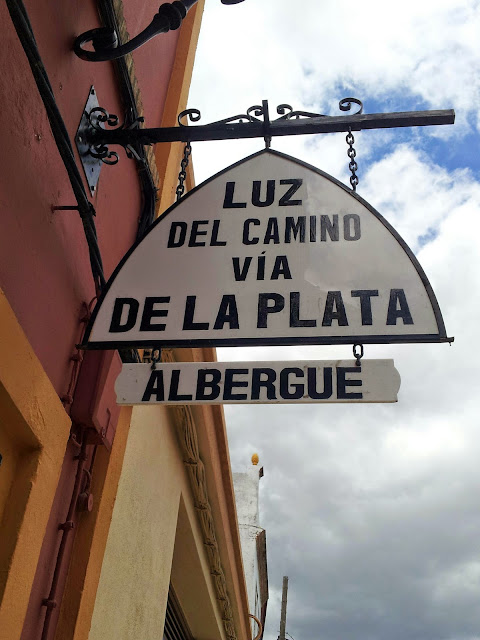 LUZ
DEL CAMINO
VÍA
DE LA PLATA
ALBERGUE